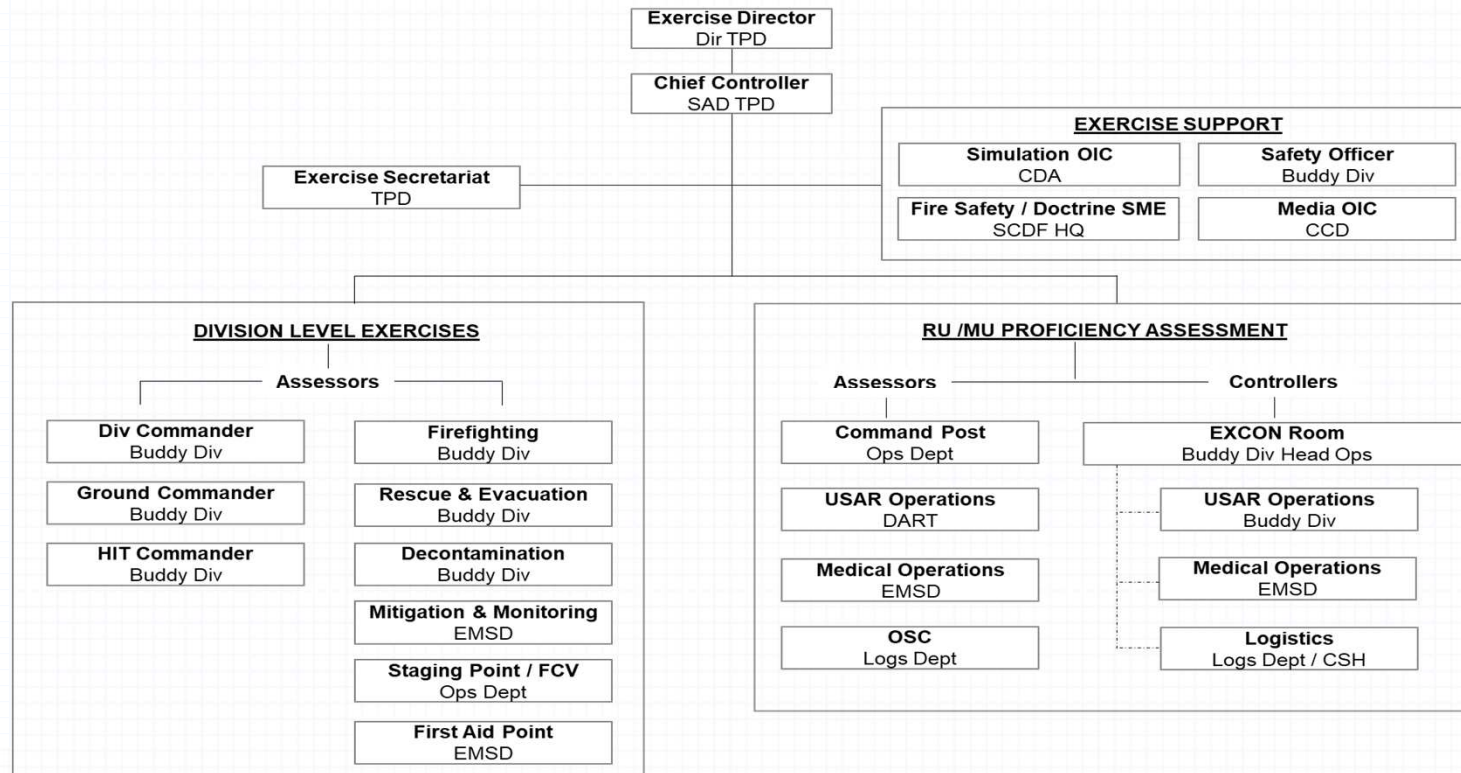 Exercise Director
Dir TPD
Chief Controller
SAD TPD
EXERCISE SUPPORT
Simulation OIC
CDA
Safety Officer
Buddy Div
Fire Safety / Doctrine SME
SCDF HQ
Media OIC
CCD
Exercise Secretariat
TPD
DIVISION LEVEL EXERCISES
Assessors
Div Commander
Buddy Div
Ground Commander
Buddy Div
HIT Commander
Buddy Div
Firefighting
Buddy Div
Rescue & Evacuation
Buddy Div
Decontamination
Buddy Div
Mitigation & Monitoring
EMSD
Staging Point / FCV
Ops Dept
First Aid Point
EMSD
RU /MU PROFICIENCY ASSESSMENT
Assessors
Command Post
Ops Dept
USAR Operations
DART
Medical Operations
EMSD
OSC
Logs Dept
Controllers
EXCON Room
Buddy Div Head Ops
USAR Operations
Buddy Div
Medical Operations
EMSD
Logistics
Logs Dept / CSH